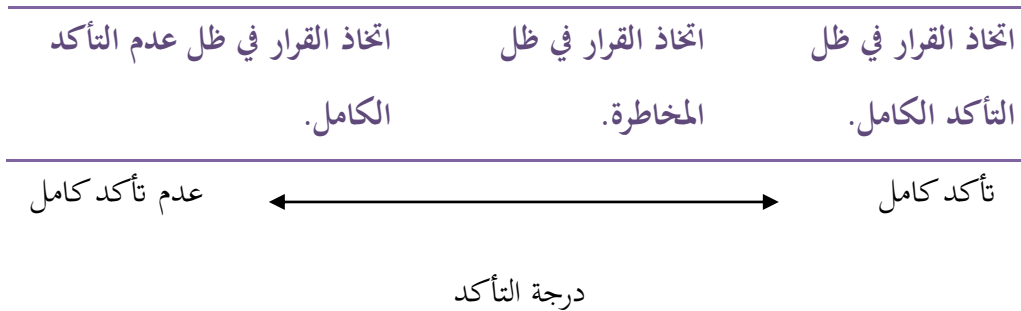 اتخاذ القرار في ظل اتخاذ القرار في ظل اتخاذ القرار في ظل عدم التأكد
التأكد الكامل. المخاطرة. الكامل.
تأكد كامل عدم تأكد كامل
درجة التأكد